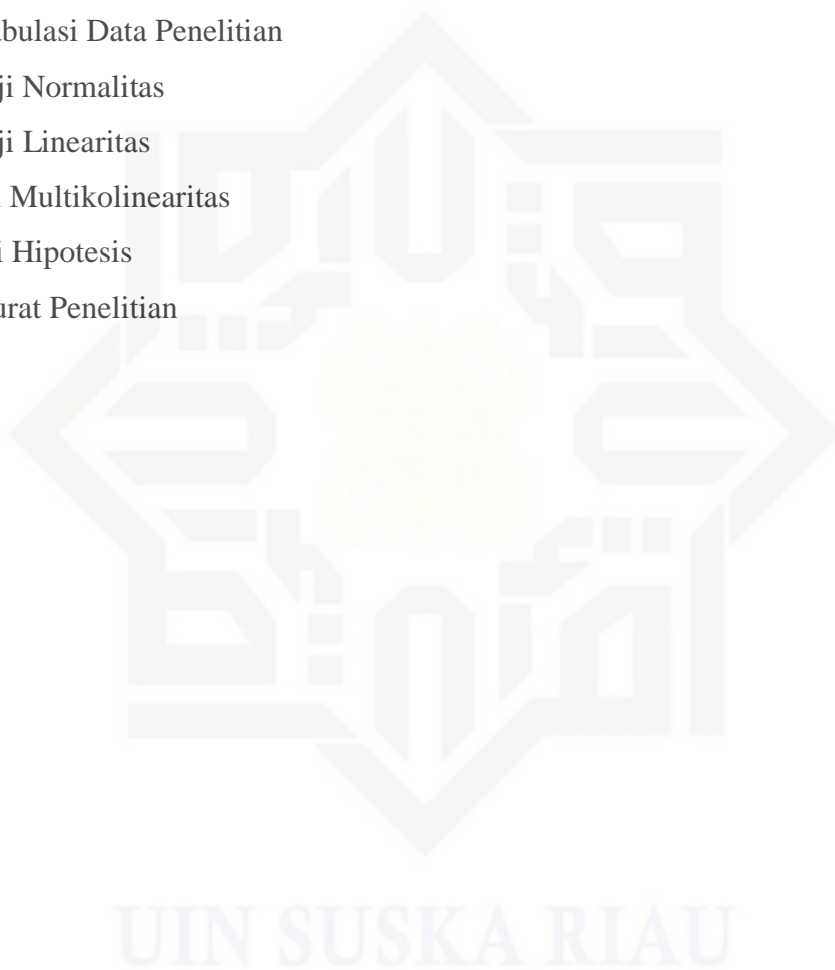 bulasi Data Penelitian
ji Normalitas
ji Linearitas
i Multikolinearitas
i Hipotesis
urat Penelitian
UIN SUSKA RIAU